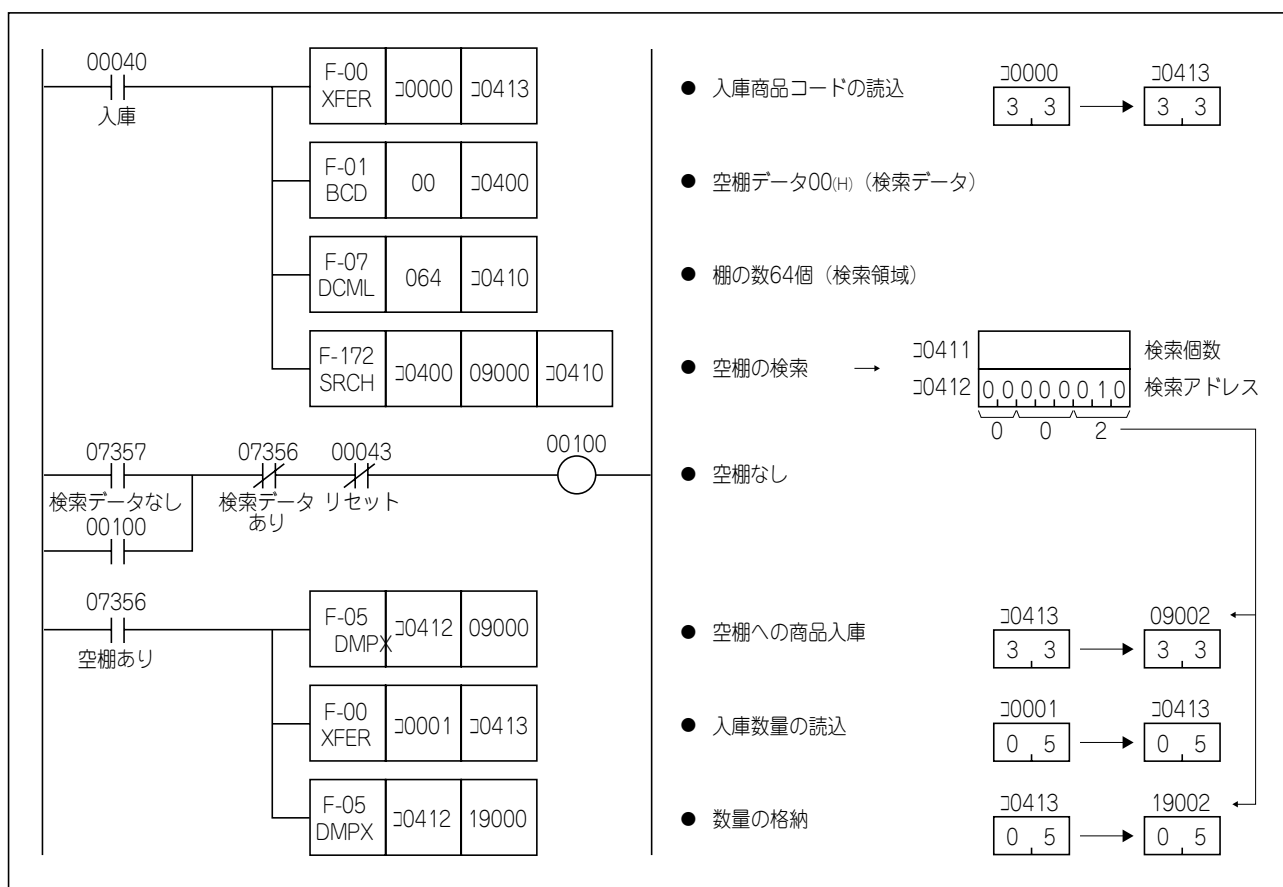 00040
入庫
F-00
XFER
コ0000
コ0413
● 入庫商品コードの読込
コ0000
3 3
コ0413
3 3
F-01
BCD
00
コ0400
● 空棚データ00(H)（検索データ）
F-07
DCML
064
コ0410
● 棚の数64個（検索領域）
F-172
SRCH
コ0400
09000
コ0410
● 空棚の検索 →
コ0411
検索個数
コ0412
0 0 0 0 0 0 1 0
検索アドレス
0 0 2
07357
検索データなし
07356
検索データ
あり
00043
リセット
00100
● 空棚なし
00100
07356
空棚あり
F-05
DMPX
コ0412
09000
● 空棚への商品入庫
コ0413
3 3
09002
3 3
F-00
XFER
コ0001
コ0413
● 入庫数量の読込
コ0001
0 5
コ0413
0 5
F-05
DMPX
コ0412
19000
● 数量の格納
コ0413
0 5
19002
0 5